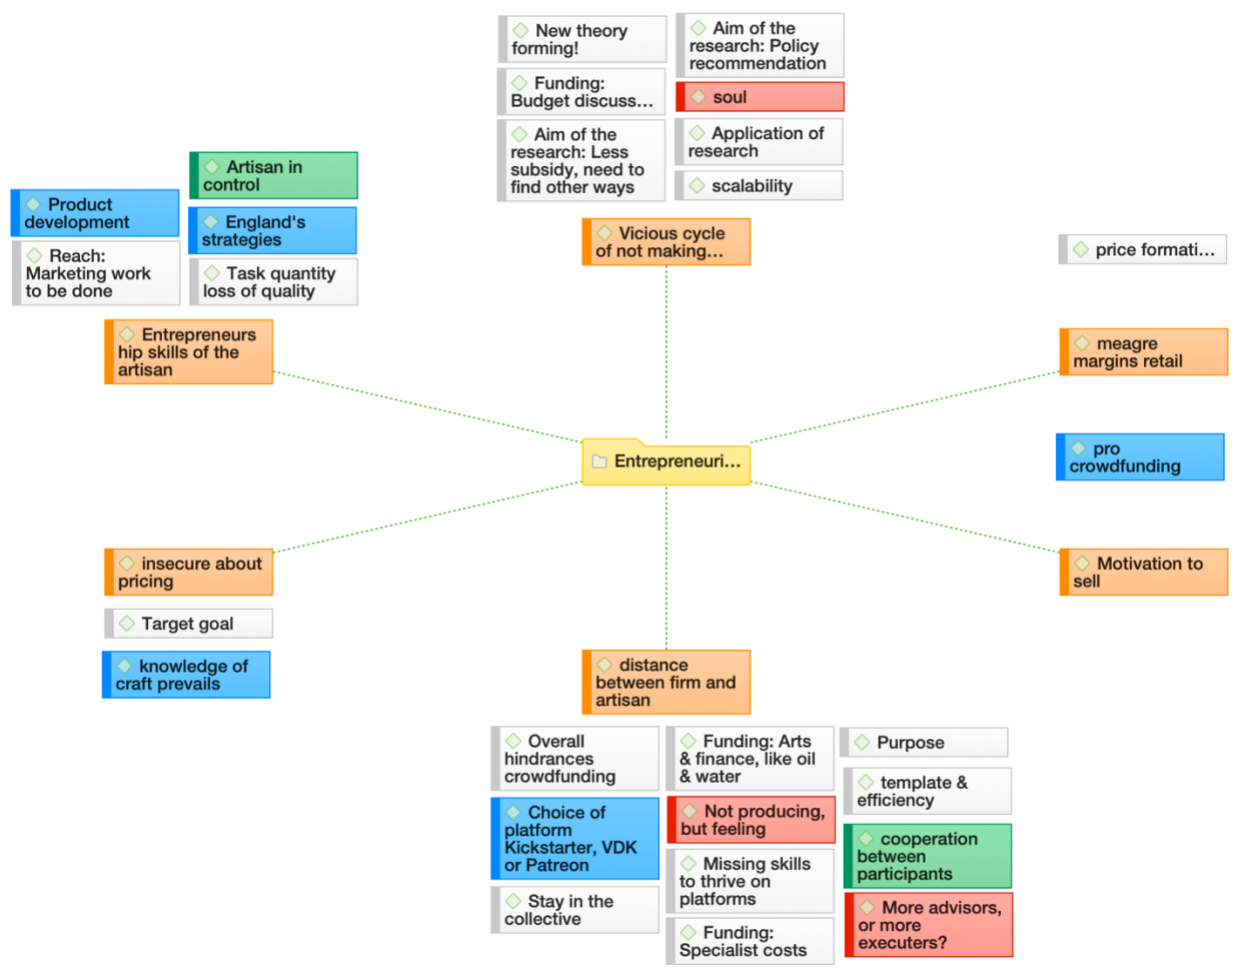 New theory
forming!
Aim of the
research: Policy
recommendation
Funding:
Budget discuss...
soul
Aim of the
research: Less
subsidy, need to
find other ways
Application of
research
scalability
Vicious cycle
of not making...
Artisan in
control
Product
development
England's
strategies
Reach:
Marketing work
to be done
Task quantity
loss of quality
Entrepreneurs
hip skills of the
artisan
price formati...
meagre
margins retail
pro
crowdfunding
Entrepreneuri...
insecure about
pricing
Target goal
knowledge of
craft prevails
Motivation to
sell
distance
between firm and
artisan
Overall
hindrances
crowdfunding
Choice of
platform
Kickstarter, VDK
or Patreon
Stay in the
collective
Funding: Arts
& finance, like oil
& water
Not producing,
but feeling
Missing skills
to thrive on
platforms
Funding:
Specialist costs
Purpose
template &
efficiency
cooperation
between
participants
More advisors,
or more
executers?